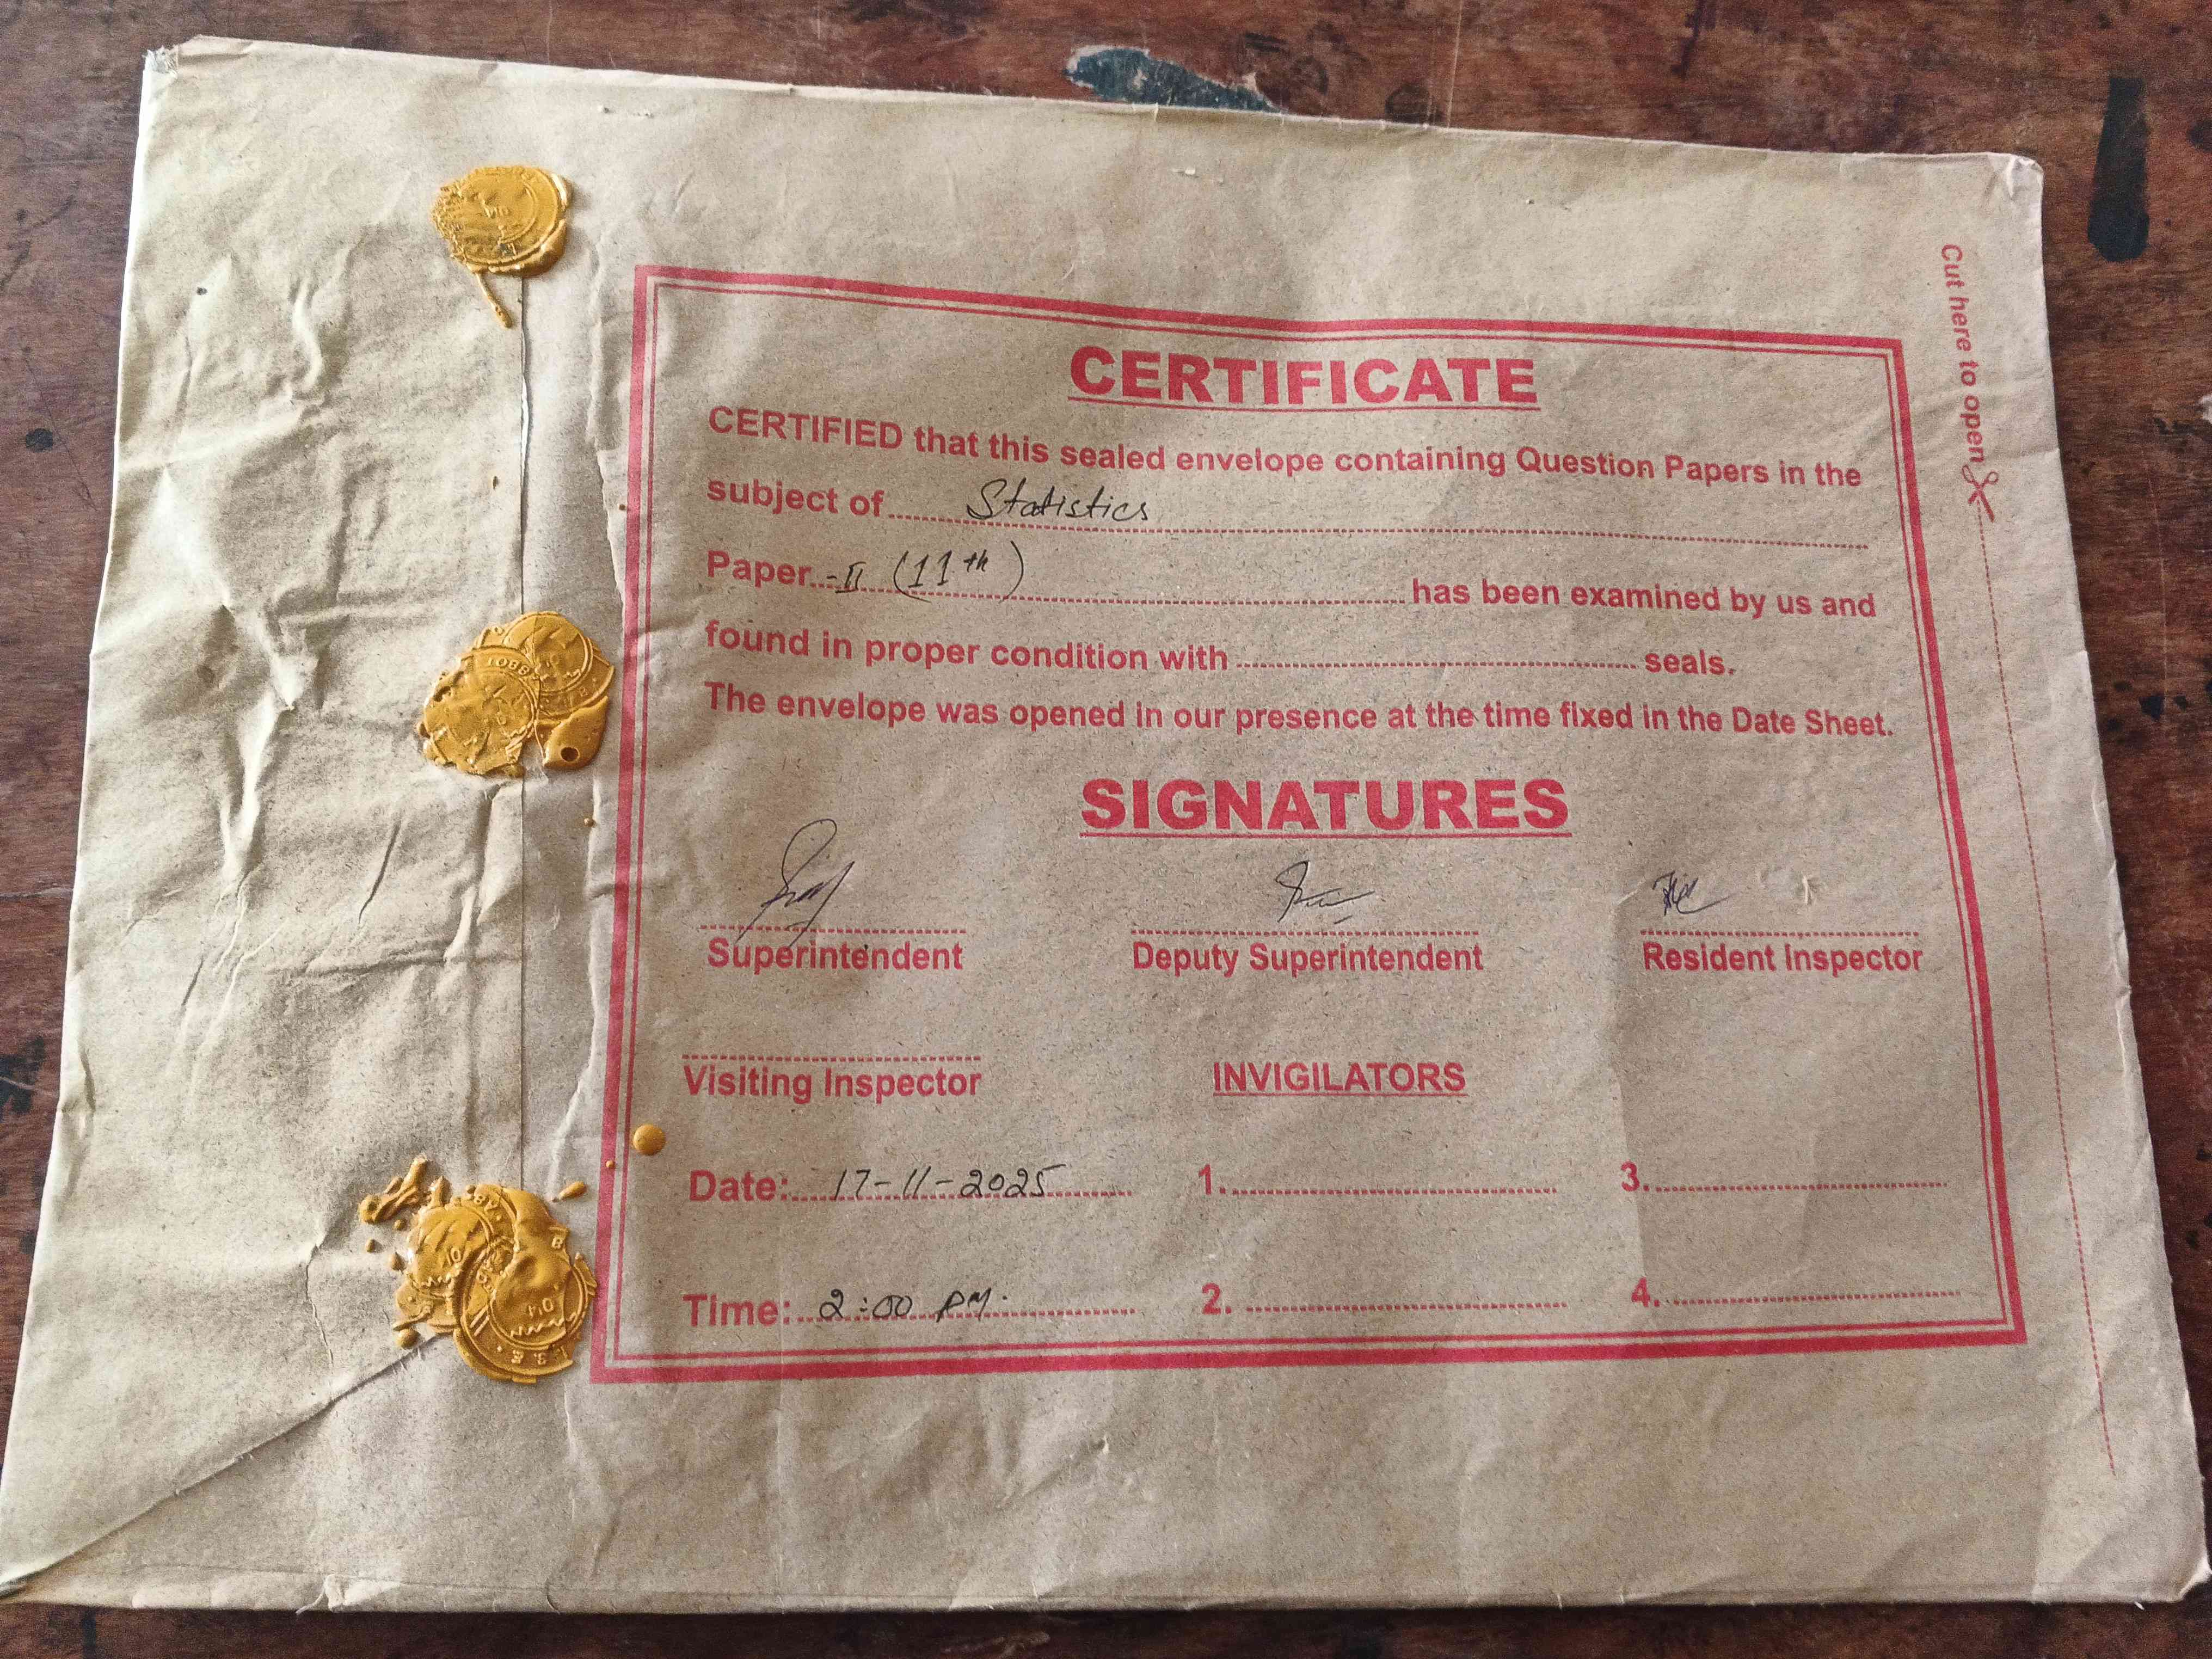 CERTIFICATE
CERTIFIED that this sealed envelope containing Question Papers in the
subject of Statistics
Paper - II (11th) has been examined by us and
found in proper condition with seals.
The envelope was opened in our presence at the time fixed in the Date Sheet.
SIGNATURES
Superintendent Deputy Superintendent Resident Inspector
Visiting Inspector INVIGILATORS
Date: 17-11-2025 1. 3.
Time: 2:00 PM. 2. 4.
Cut here to open